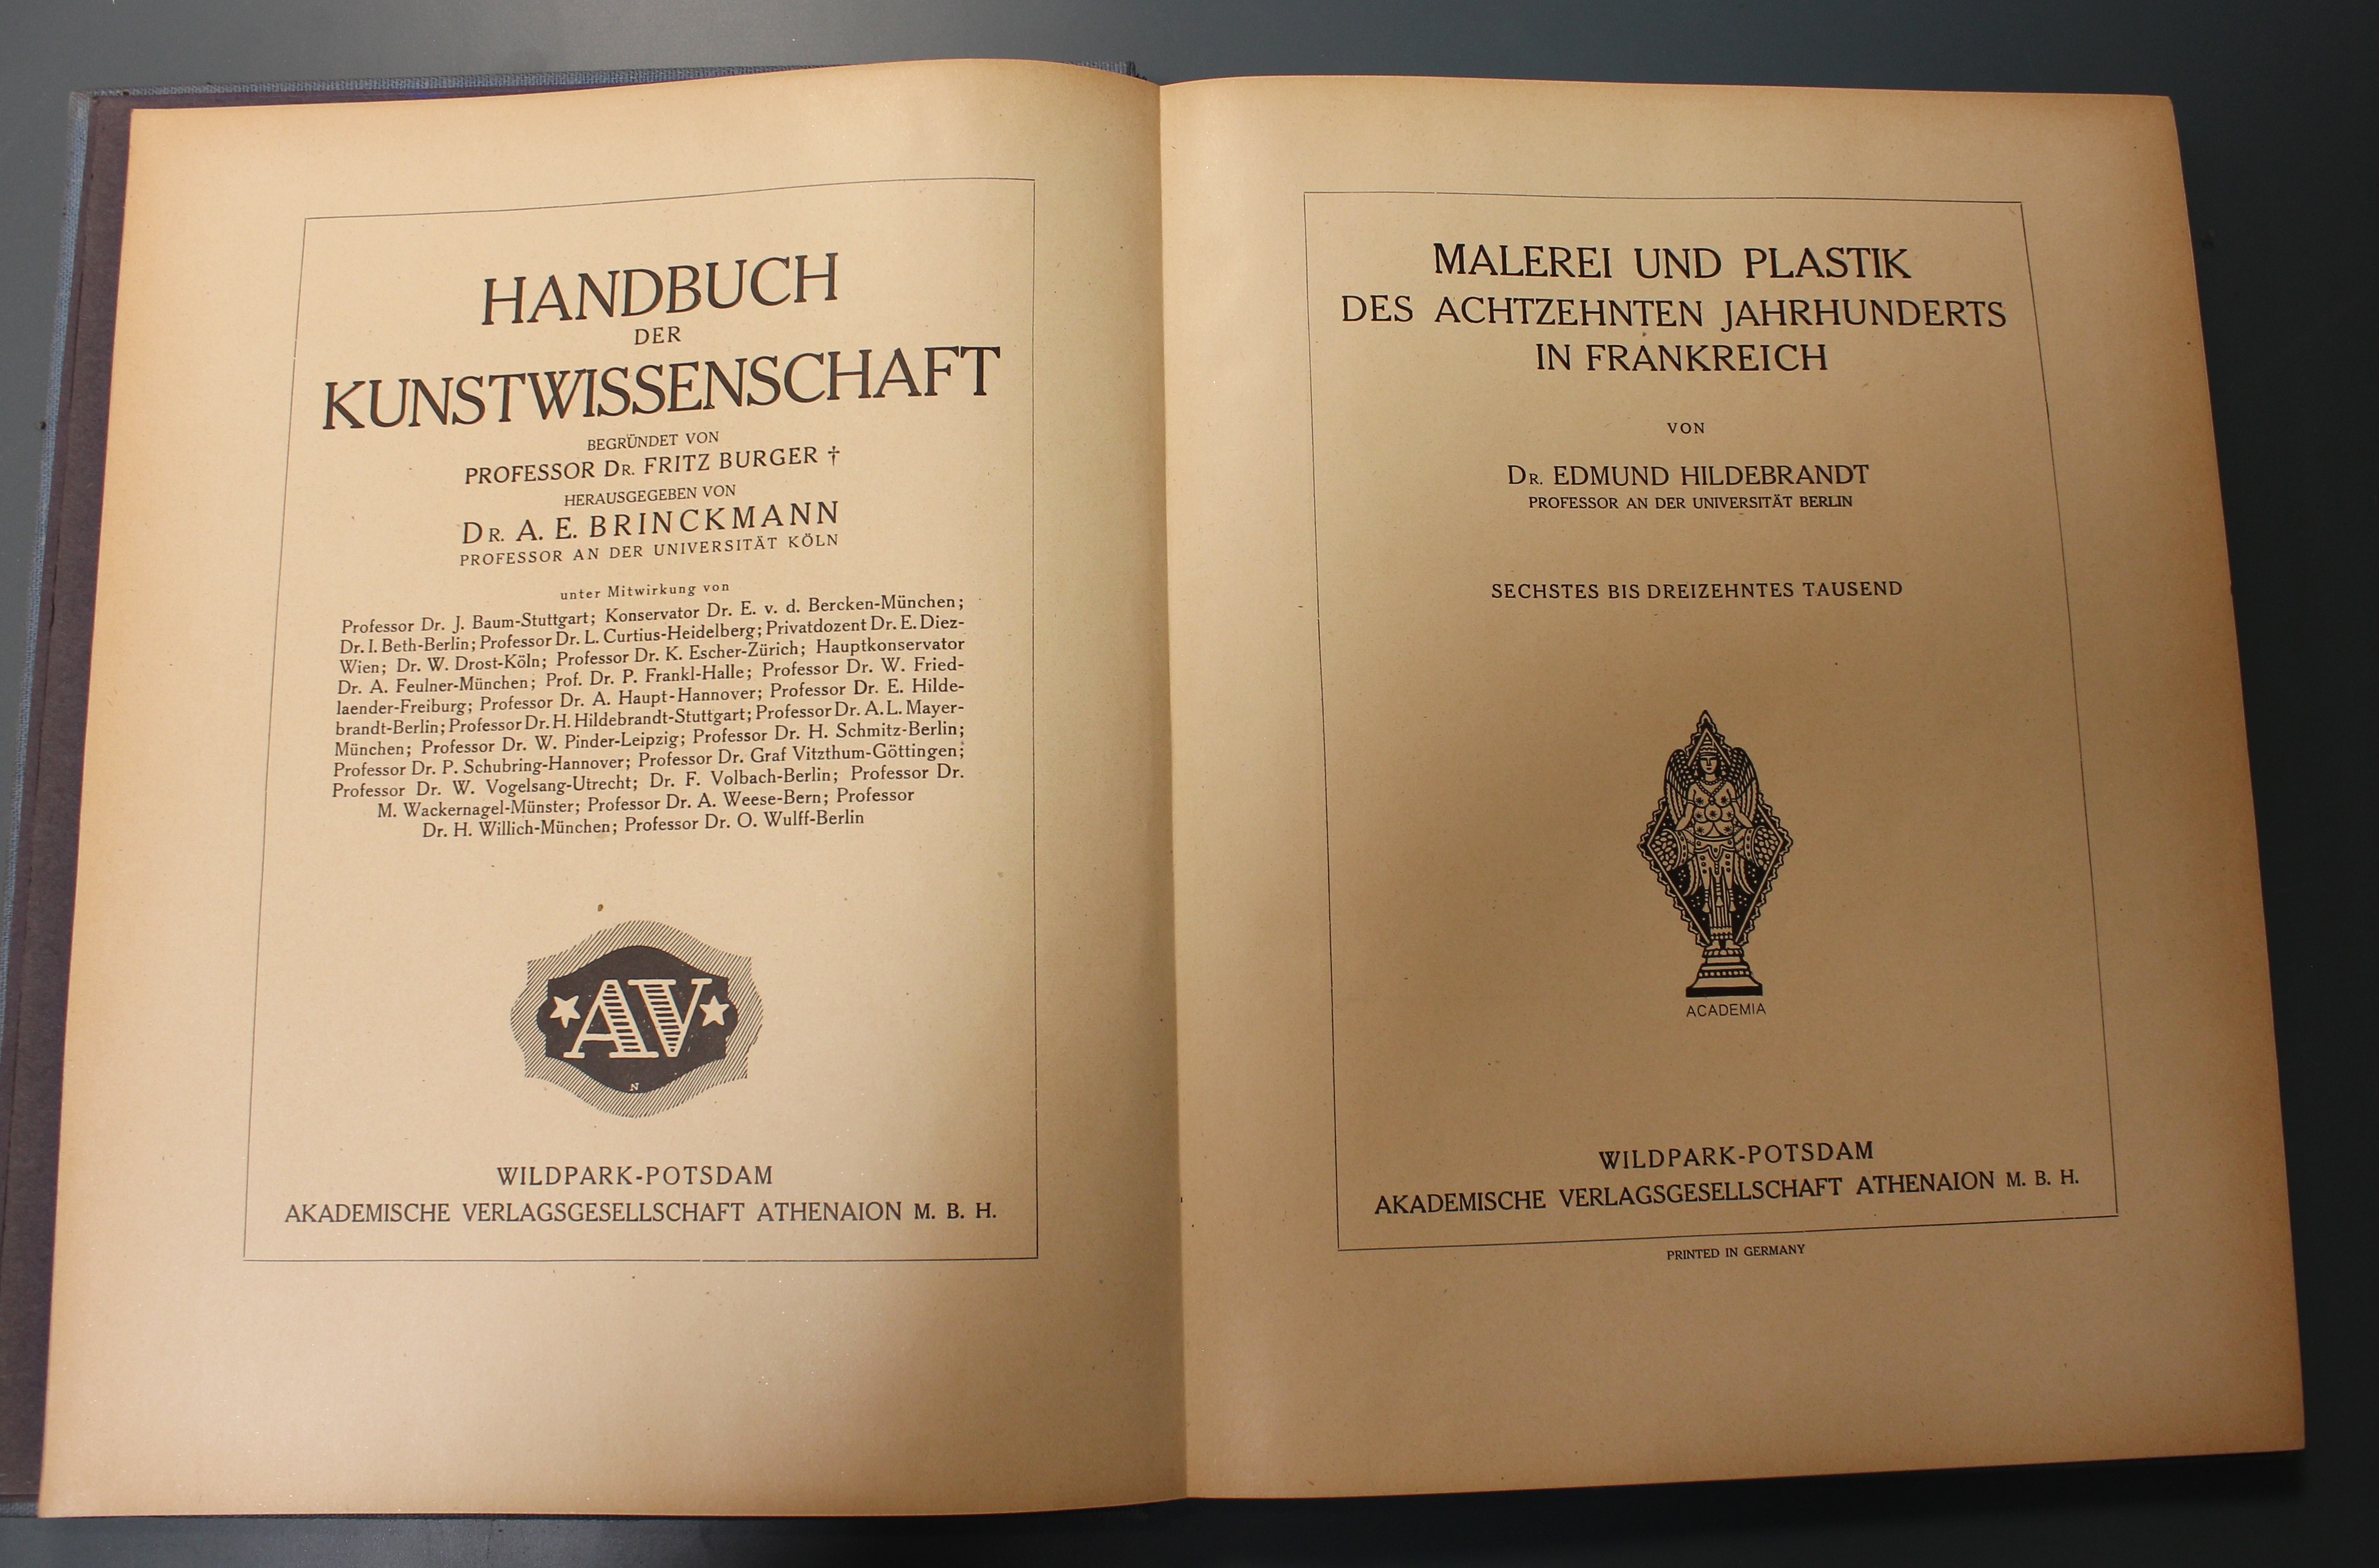 HANDBUCH
DER
KUNSTWISSENSCHAFT
BEGRÜNDET VON
PROFESSOR DR. FRITZ BURGER †
HERAUSGEGEBEN VON
DR. A. E. BRINCKMANN
PROFESSOR AN DER UNIVERSITÄT KÖLN
unter Mitwirkung von
Professor Dr. J. Baum-Stuttgart; Konservator Dr. E. v. d. Bercken-München;
Dr. I. Beth-Berlin; Professor Dr. L. Curtius-Heidelberg; Privatdozent Dr. E. Diez-
Wien; Dr. W. Drost-Köln; Professor Dr. K. Escher-Zürich; Hauptkonservator
Dr. A. Feulner-München; Prof. Dr. P. Frankl-Halle; Professor Dr. W. Fried-
laender-Freiburg; Professor Dr. A. Haupt-Hannover; Professor Dr. E. Hilde-
brandt-Berlin; Professor Dr. H. Hildebrandt-Stuttgart; Professor Dr. A. L. Mayer-
München; Professor Dr. W. Pinder-Leipzig; Professor Dr. H. Schmitz-Berlin;
Professor Dr. P. Schubring-Hannover; Professor Dr. Graf Vitzthum-Göttingen;
Professor Dr. W. Vogelsang-Utrecht; Dr. F. Volbach-Berlin; Professor Dr.
M. Wackernagel-Münster; Professor Dr. A. Weese-Bern; Professor
Dr. H. Willich-München; Professor Dr. O. Wulff-Berlin
AV
N
WILDPARK-POTSDAM
AKADEMISCHE VERLAGSGESELLSCHAFT ATHENAION M. B. H.
MALEREI UND PLASTIK
DES ACHTZEHNTEN JAHRHUNDERTS
IN FRANKREICH
VON
DR. EDMUND HILDEBRANDT
PROFESSOR AN DER UNIVERSITÄT BERLIN
SECHSTES BIS DREIZEHNTES TAUSEND
ACADEMIA
WILDPARK-POTSDAM
AKADEMISCHE VERLAGSGESELLSCHAFT ATHENAION M. B. H.
PRINTED IN GERMANY